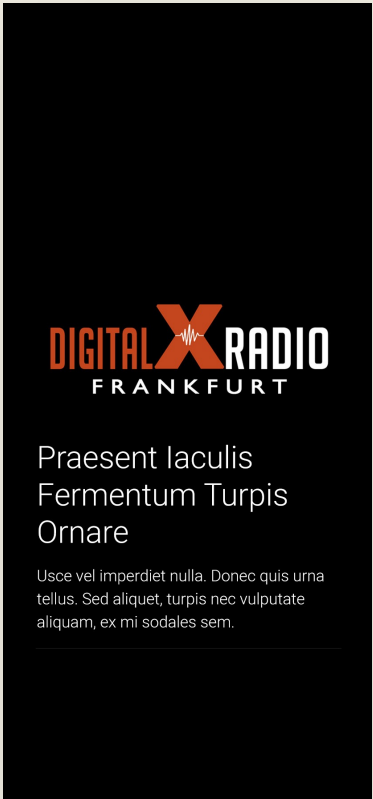 DIGITAL X RADIO
FRANKFURT
Praesent Iaculis
Fermentum Turpis
Ornare
Usce vel imperdiet nulla. Donec quis urna
tellus. Sed aliquet, turpis nec vulputate
aliquam, ex mi sodales sem.